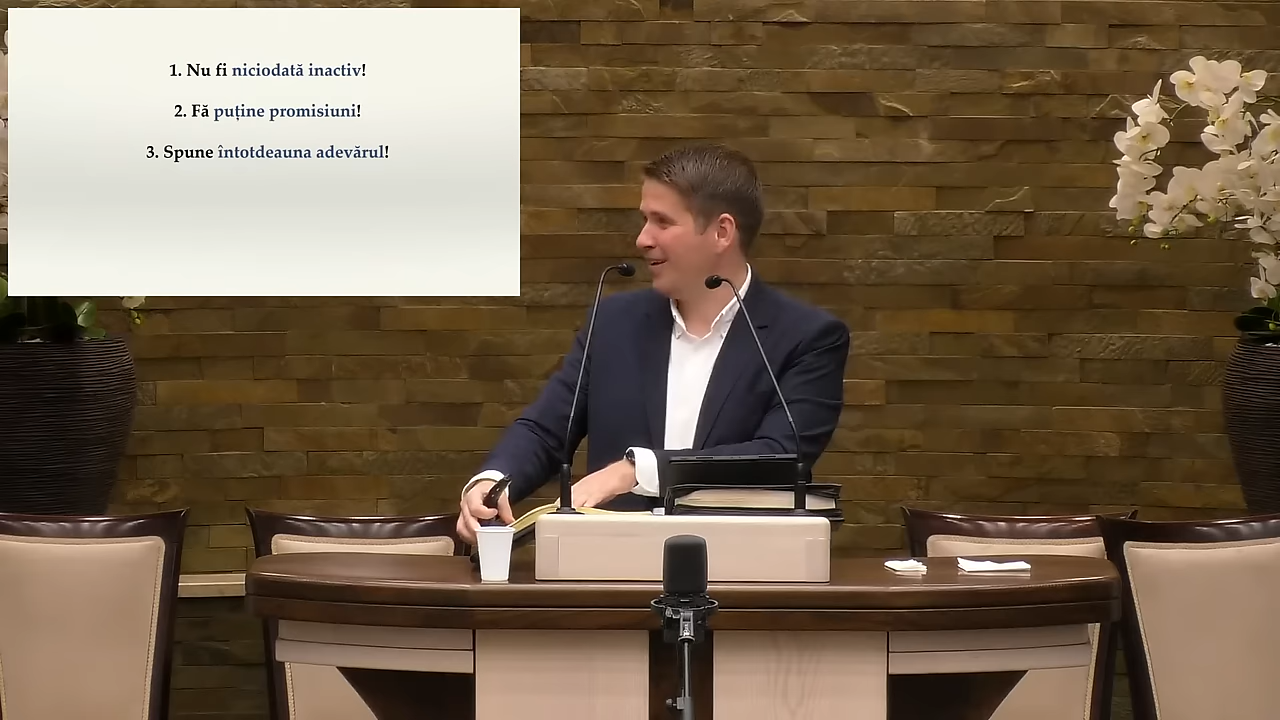 1. Nu fi niciodată inactiv!
2. Fă puține promisiuni!
3. Spune întotdeauna adevărul!